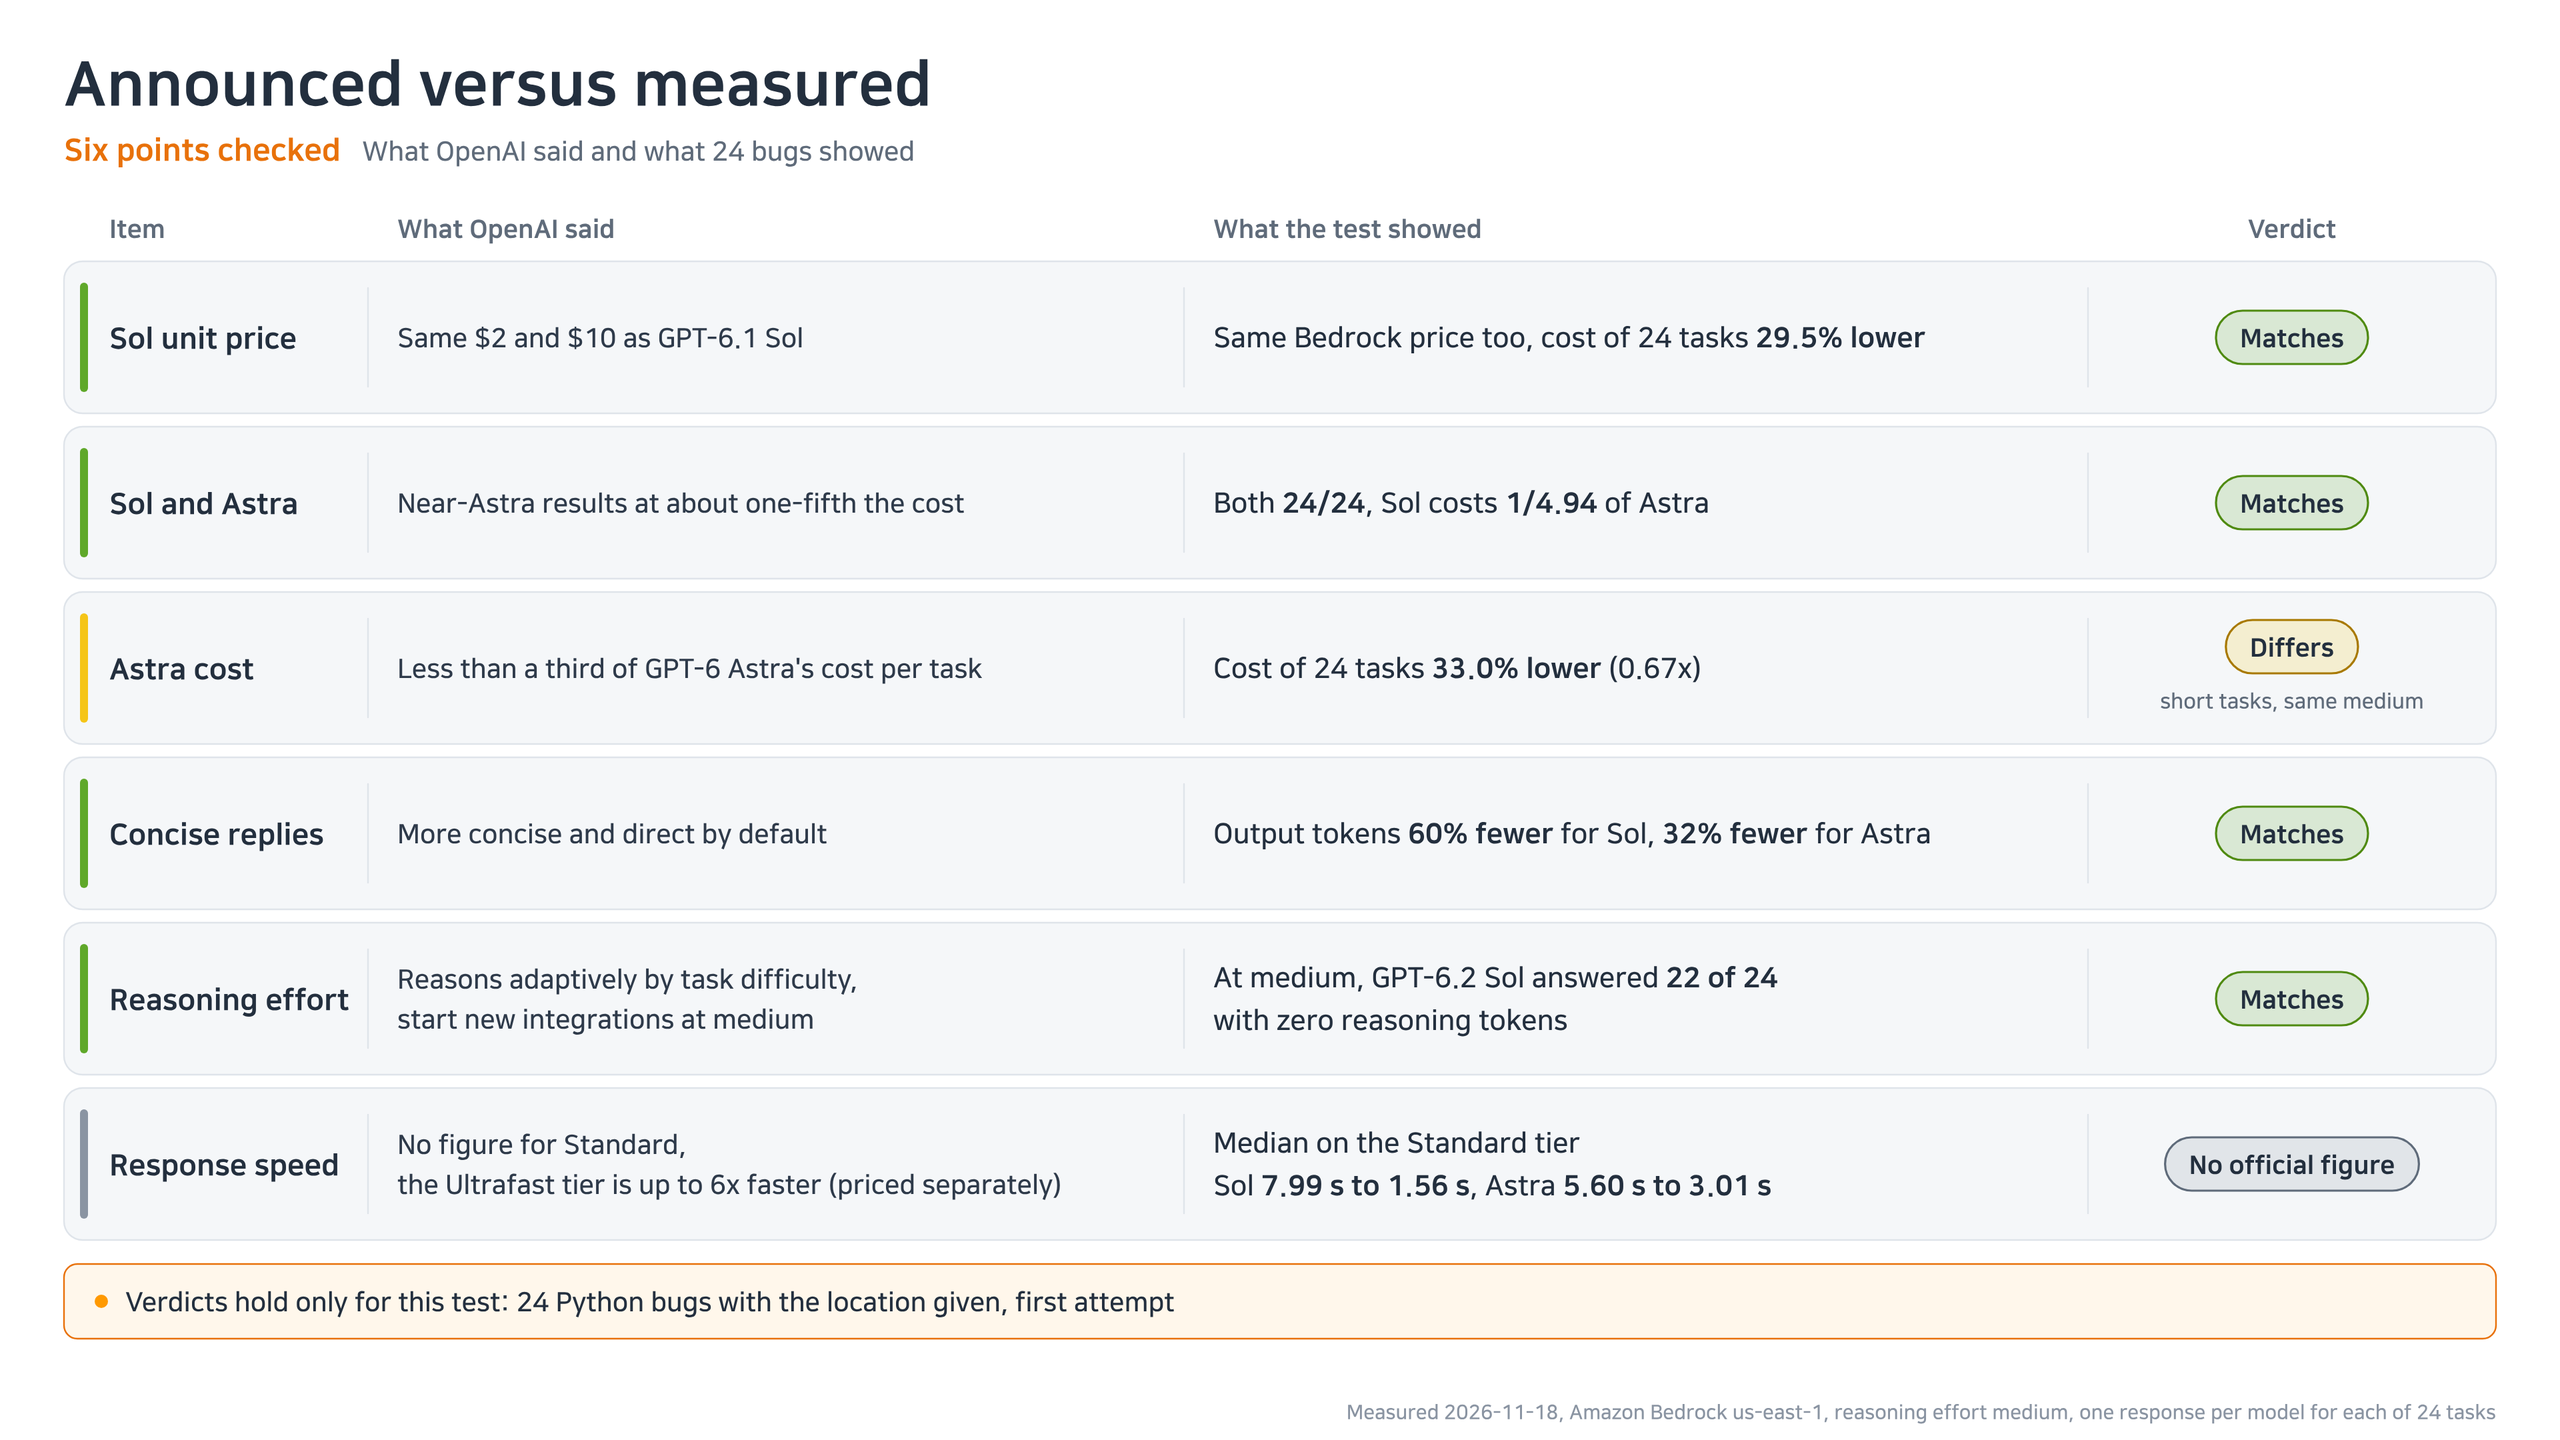 Announced versus measured
Six points checked What OpenAI said and what 24 bugs showed
Item What OpenAI said What the test showed Verdict
Sol unit price Same $2 and $10 as GPT-6.1 Sol Same Bedrock price too, cost of 24 tasks 29.5% lower Matches
Sol and Astra Near-Astra results at about one-fifth the cost Both 24/24, Sol costs 1/4.94 of Astra Matches
Astra cost Less than a third of GPT-6 Astra's cost per task Cost of 24 tasks 33.0% lower (0.67x) Differs
short tasks, same medium
Concise replies More concise and direct by default Output tokens 60% fewer for Sol, 32% fewer for Astra Matches
Reasoning effort Reasons adaptively by task difficulty,
start new integrations at medium
At medium, GPT-6.2 Sol answered 22 of 24
with zero reasoning tokens
Matches
Response speed No figure for Standard,
the Ultrafast tier is up to 6x faster (priced separately)
Median on the Standard tier
Sol 7.99 s to 1.56 s, Astra 5.60 s to 3.01 s
No official figure
Verdicts hold only for this test: 24 Python bugs with the location given, first attempt
Measured 2026-11-18, Amazon Bedrock us-east-1, reasoning effort medium, one response per model for each of 24 tasks